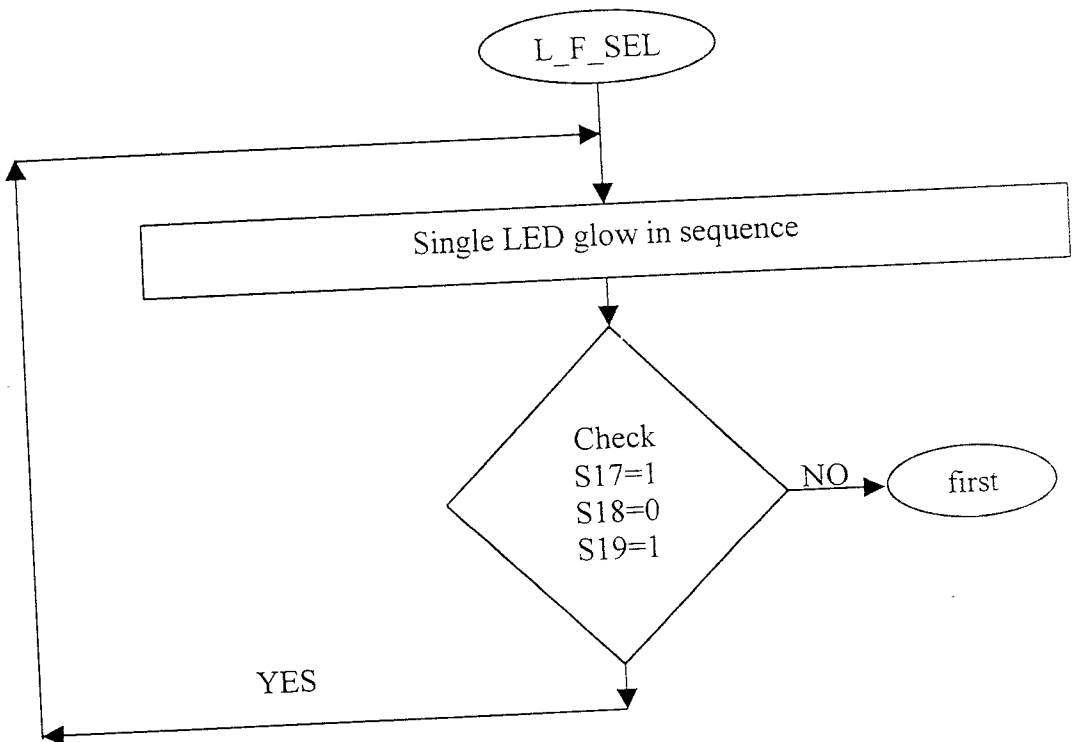 L_F_SEL
Single LED glow in sequence
Check
S17=1
S18=0
S19=1
NO
first
YES